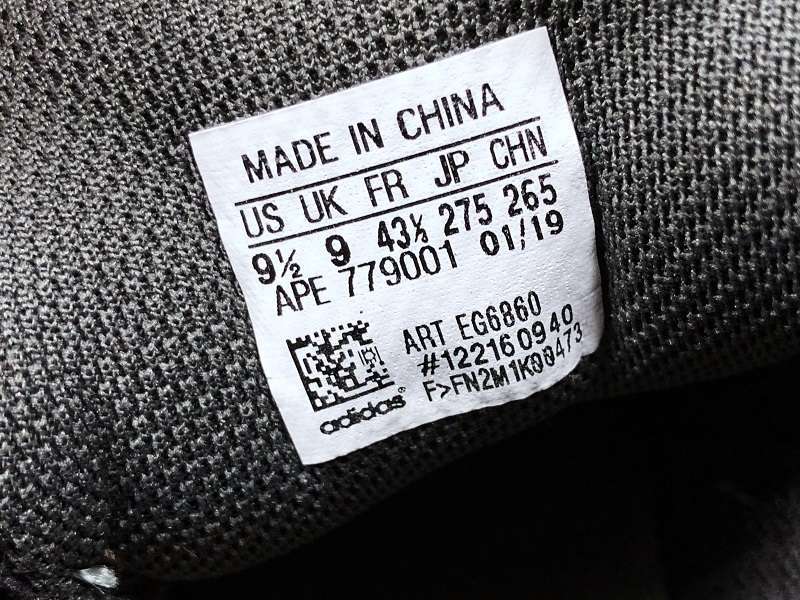 MADE IN CHINA
US UK FR JP CHN
9½ 9 43⅓ 275 265
APE 779001 01/19
ART EG6860
#122160940
F>FN2M1K00473
adidas®